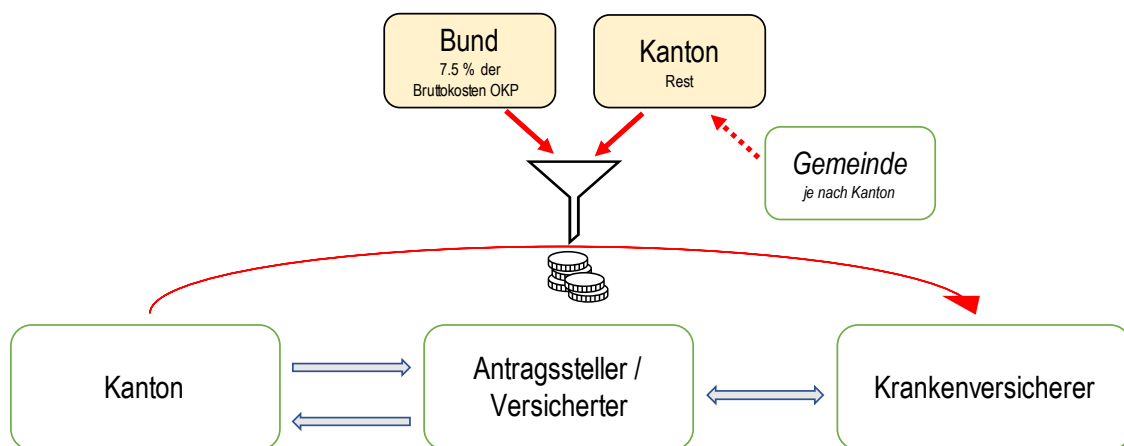 Bund
7.5 % der
Bruttokosten OKP
Kanton
Rest
Gemeinde
je nach Kanton
Kanton
Antragssteller /
Versicherter
Krankenversicherer